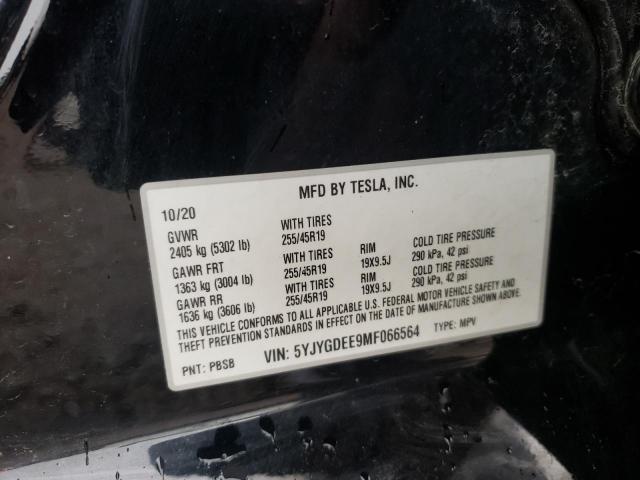 MFD BY TESLA, INC.
10/20
GVWR WITH TIRES
2405 kg (5302 lb) 255/45R19
GAWR FRT WITH TIRES RIM COLD TIRE PRESSURE
1363 kg (3004 lb) 255/45R19 19X9.5J 290 kPa, 42 psi
GAWR RR WITH TIRES RIM COLD TIRE PRESSURE
1636 kg (3606 lb) 255/45R19 19X9.5J 290 kPa, 42 psi
THIS VEHICLE CONFORMS TO ALL APPLICABLE U.S. FEDERAL MOTOR VEHICLE SAFETY AND
THEFT PREVENTION STANDARDS IN EFFECT ON THE DATE OF MANUFACTURE SHOWN ABOVE.
PNT: PBSB VIN: 5YJYGDEE9MF066564 TYPE: MPV